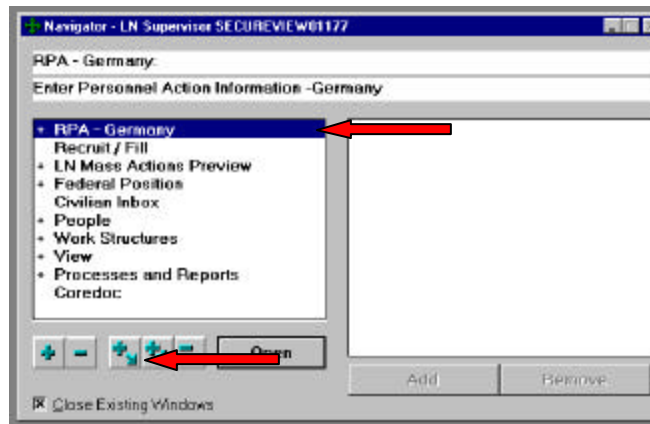 Navigator - LN Supervisor SECUREVIEW01177
RPA - Germany:
Enter Personnel Action Information -Germany
+ RPA - Germany
Recruit / Fill
+ LN Mass Actions Preview
+ Federal Position
Civilian Inbox
+ People
+ Work Structures
+ View
+ Processes and Reports
Coredoc
Open
Add Remove
Close Existing Windows